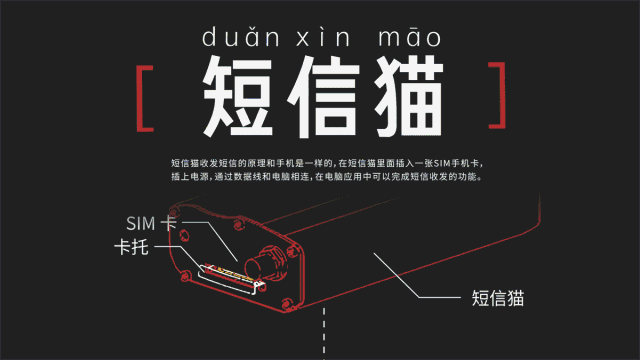 duǎn xìn māo
短信猫
短信猫收发短信的原理和手机是一样的,在短信猫里面插入一张SIM手机卡,
插上电源,通过数据线和电脑相连,在电脑应用中可以完成短信收发的功能。
SIM 卡
卡托
短信猫